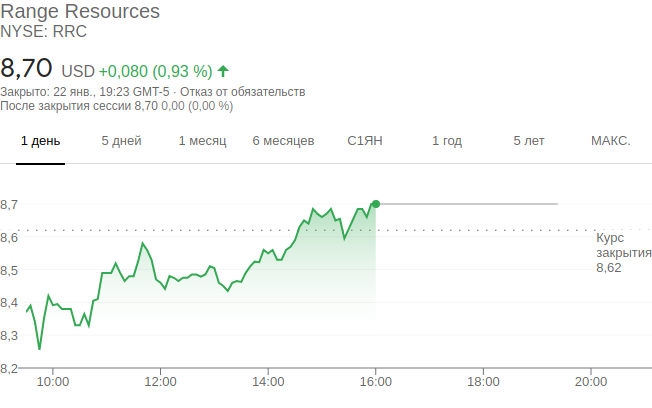 Range Resources
NYSE: RRC
8,70 USD +0,080 (0,93 %)
Закрыто: 22 янв., 19:23 GMT-5 · Отказ от обязательств
После закрытия сессии 8,70 0,00 (0,00 %)
1 день 5 дней 1 месяц 6 месяцев С1ЯН 1 год 5 лет МАКС.
8,7
8,6
Курс
закрытия
8,62
8,5
8,4
8,3
8,2
10:00 12:00 14:00 16:00 18:00 20:00